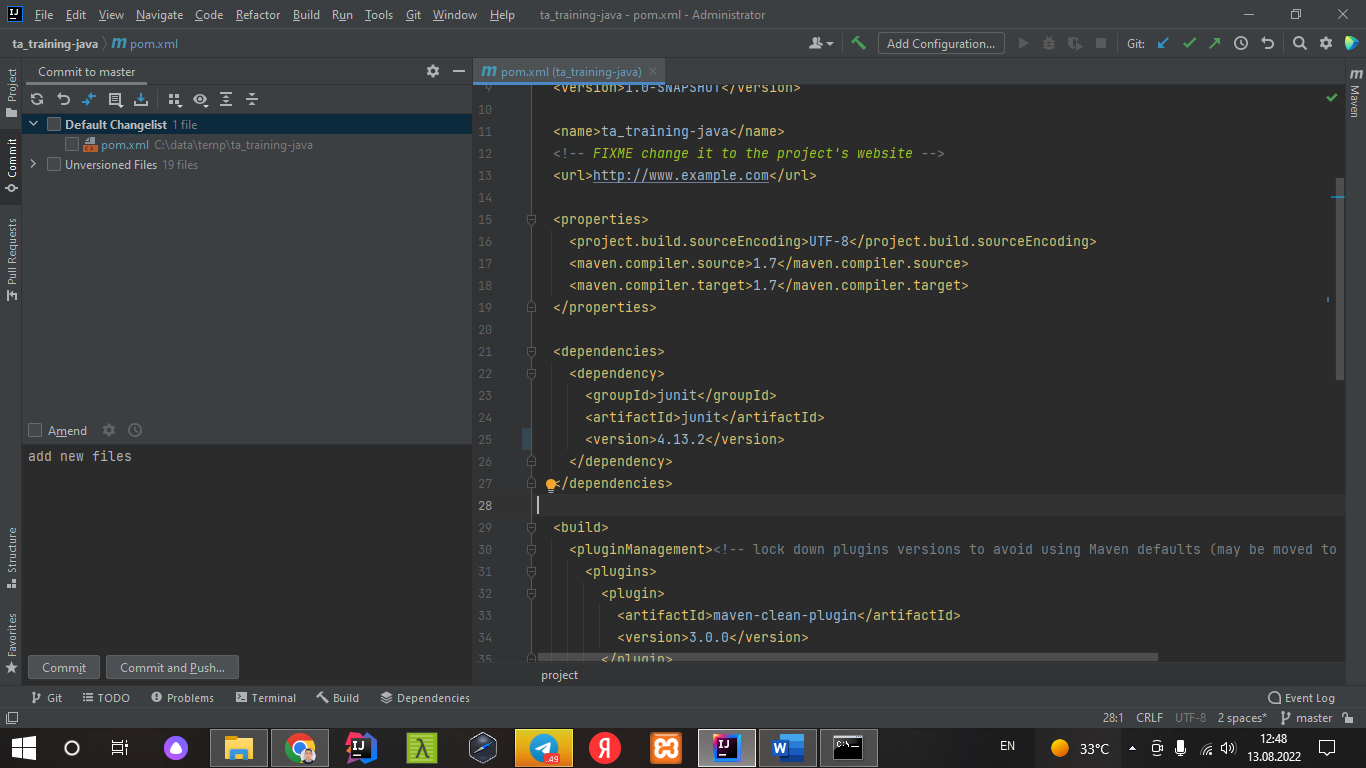 File Edit View Navigate Code Refactor Build Run Tools Git Window Help ta_training-java - pom.xml - Administrator
ta_training-java pom.xml Add Configuration... Git:
Commit to master
pom.xml (ta_training-java)
Project
Commit
Pull Requests
Structure
Favorites
Maven
Default Changelist 1 file
pom.xml C:\data\temp\ta_training-java
Unversioned Files 19 files
Amend
add new files
Commit Commit and Push...
9 <version>1.0-SNAPSHOT</version>
10
11 <name>ta_training-java</name>
12 <!-- FIXME change it to the project's website -->
13 <url>http://www.example.com</url>
14
15 <properties>
16 <project.build.sourceEncoding>UTF-8</project.build.sourceEncoding>
17 <maven.compiler.source>1.7</maven.compiler.source>
18 <maven.compiler.target>1.7</maven.compiler.target>
19 </properties>
20
21 <dependencies>
22 <dependency>
23 <groupId>junit</groupId>
24 <artifactId>junit</artifactId>
25 <version>4.13.2</version>
26 </dependency>
27 </dependencies>
28
29 <build>
30 <pluginManagement><!-- lock down plugins versions to avoid using Maven defaults (may be moved to
31 <plugins>
32 <plugin>
33 <artifactId>maven-clean-plugin</artifactId>
34 <version>3.0.0</version>
35 </plugin>
project
Git TODO Problems Terminal Build Dependencies Event Log
28:1 CRLF UTF-8 2 spaces* master
EN 33°C 12:48
13.08.2022